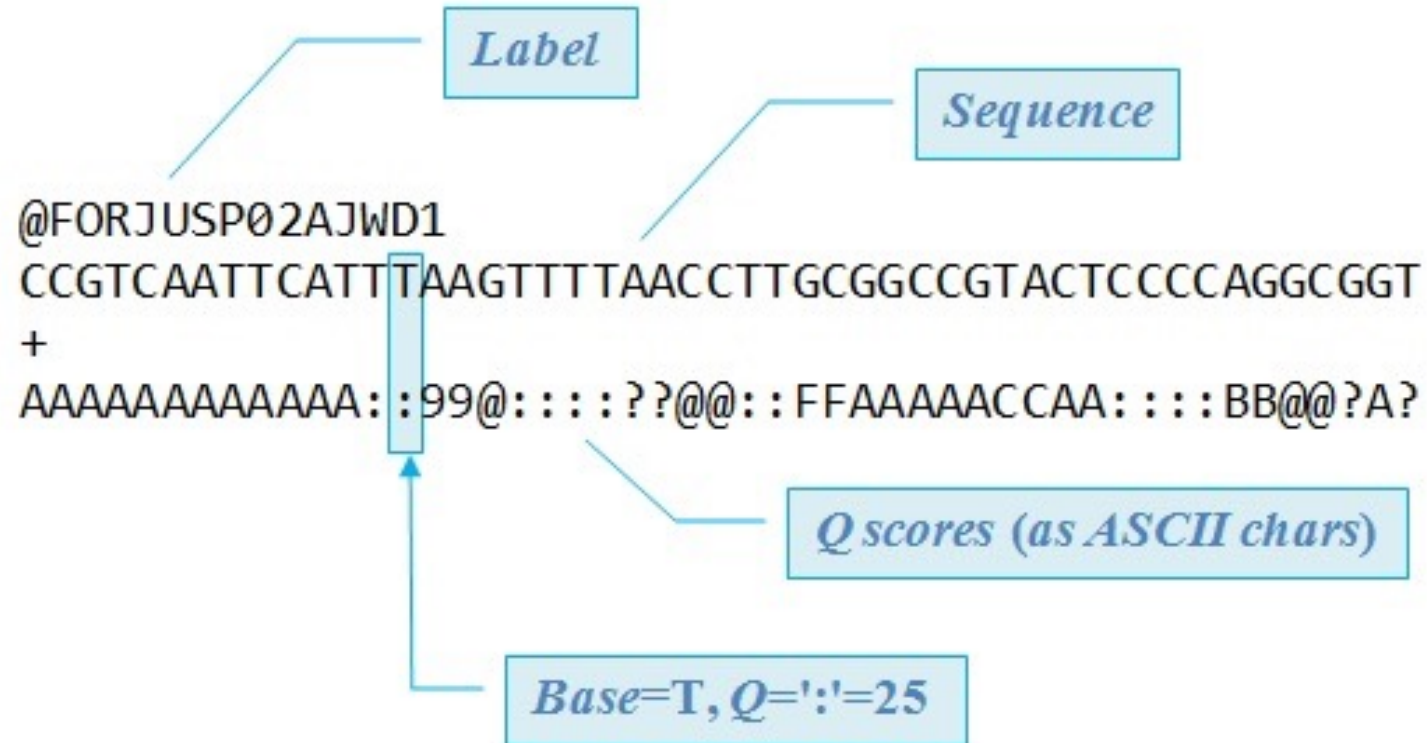 Label
Sequence
@FORJUSP02AJWD1
CCGTCAATTCATTTAAGTTTTAACCTTGCGGCCGTACTCCCCAGGCGGT
+
AAAAAAAAAAAA::99@::::??@@::FFAAAAACCAA::::BB@@?A?
Q scores (as ASCII chars)
Base=T, Q=':'=25